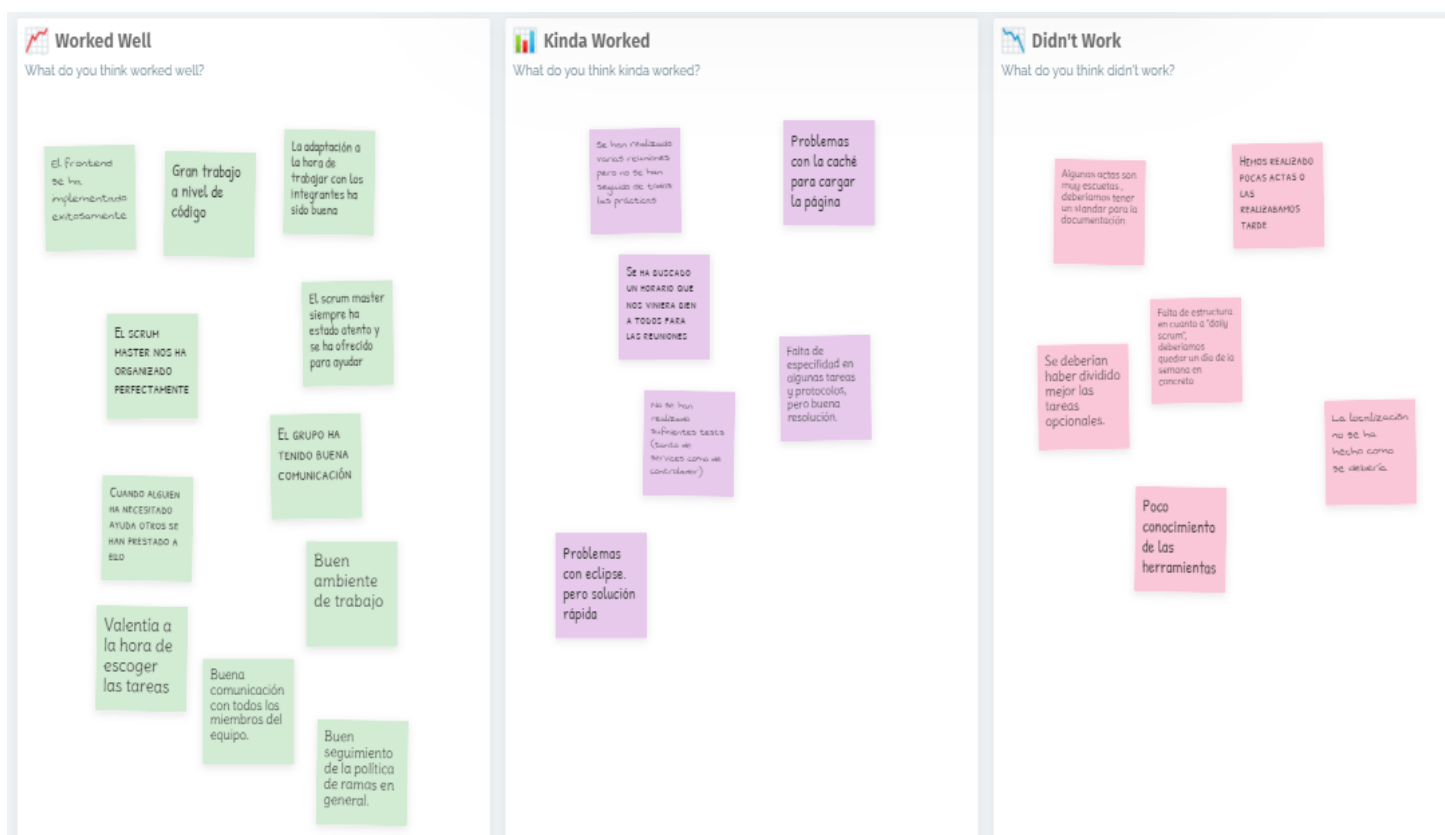 Worked Well
What do you think worked well?
El frontend
se ha
implementado
exitosamente
Gran trabajo
a nivel de
código
La adaptación a
la hora de
trabajar con los
integrantes ha
sido buena
El scrum
master nos ha
organizado
perfectamente
El scrum master
siempre ha
estado atento y
se ha ofrecido
para ayudar
El grupo ha
tenido buena
comunicación
Cuando alguien
ha necesitado
ayuda otros se
han prestado a
ello
Buen
ambiente
de trabajo
Valentía a
la hora de
escoger
las tareas
Buena
comunicación
con todos los
miembros del
equipo.
Buen
seguimiento
de la política
de ramas en
general.
Kinda Worked
What do you think kinda worked?
Se han realizado
varias reuniones
pero no se han
seguido de todas
las prácticas
Problemas
con la caché
para cargar
la página
Se ha buscado
un horario que
nos viniera bien
a todos para
las reuniones
Falta de
especifidad en
algunas tareas
y protocolos,
pero buena
resolución.
No se han
realizado
sufientes tests
(tanto de
services como de
controlador)
Problemas
con eclipse.
pero solución
rápida
Didn't Work
What do you think didn't work?
Algunas actas son
muy escuetas,
deberíamos tener
un standar para la
documentación
Hemos realizado
pocas actas o
las
realizabamos
tarde
Falta de estructura
en cuanto a "daily
scrum",
deberíamos
quedar un día de la
semana en
concreto
Se deberían
haber dividido
mejor las
tareas
opcionales.
La localización
no se ha
hecho como
se debería
Poco
conocimiento
de las
herramientas